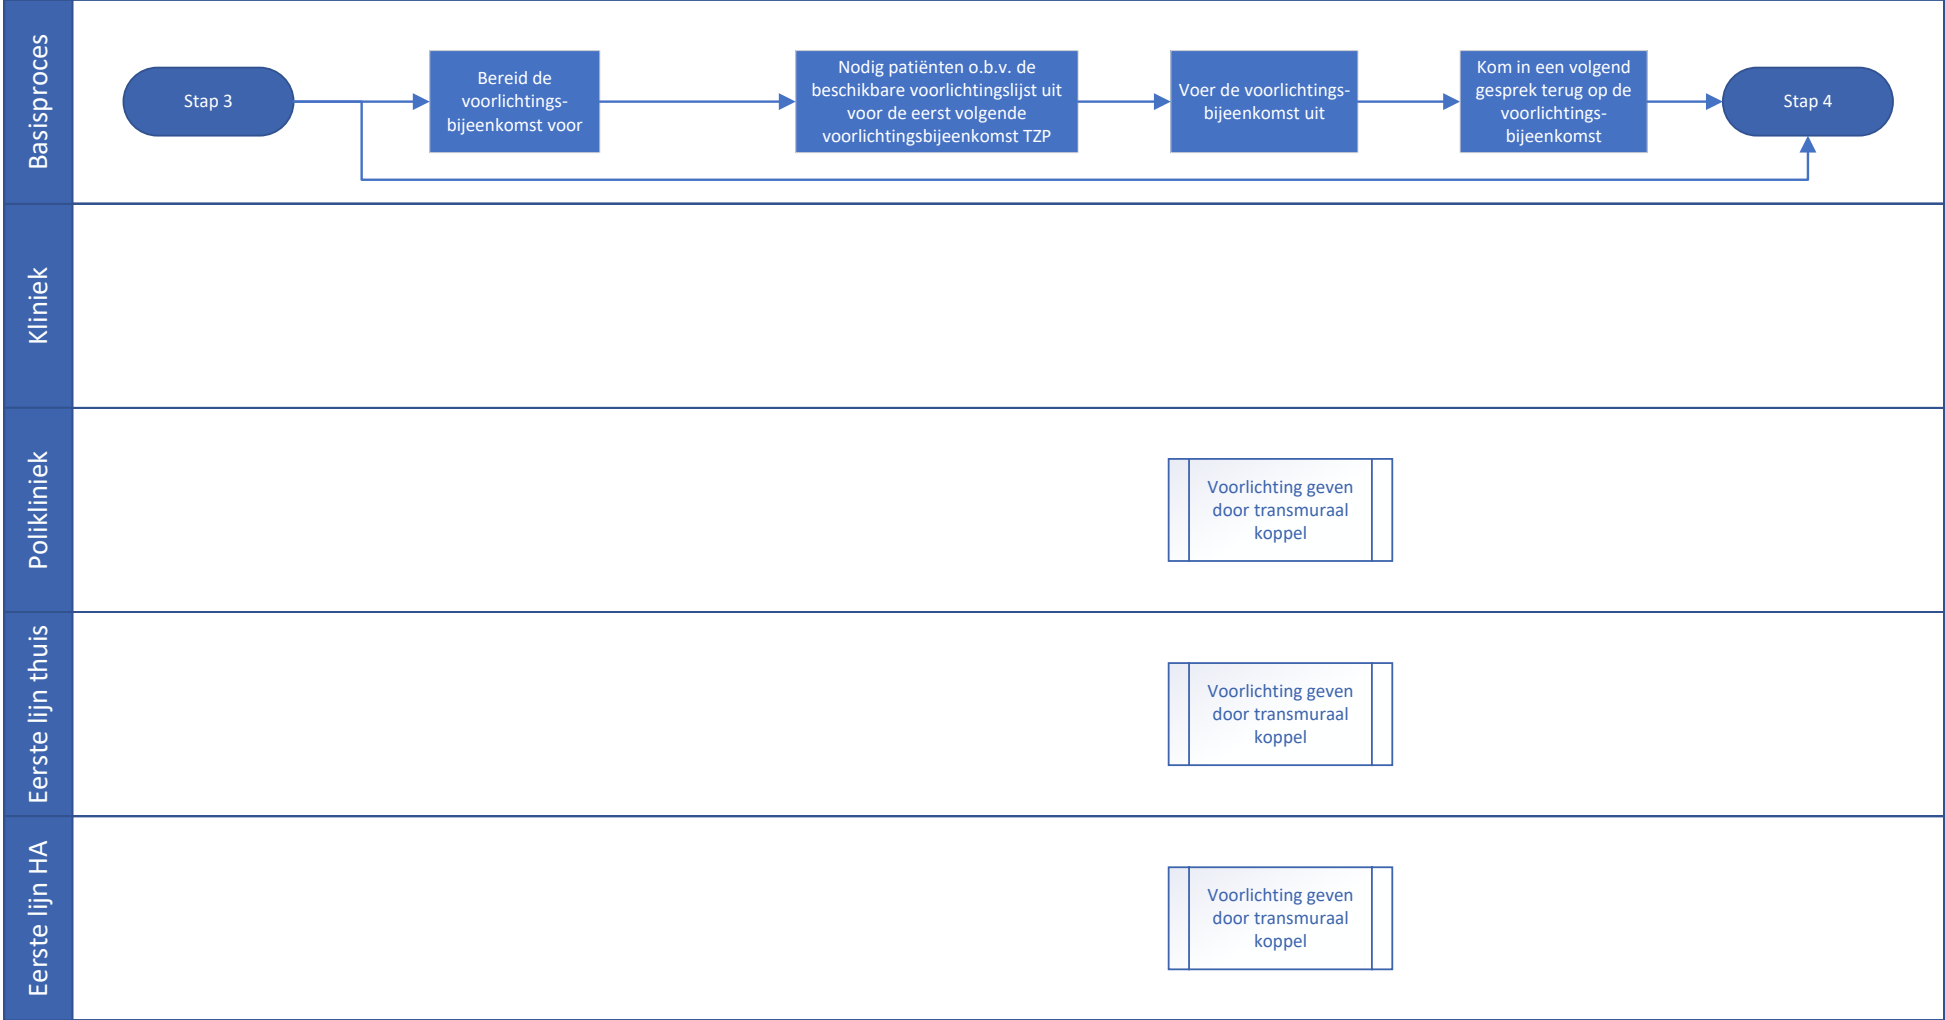 Basisproces
Stap 3
Bereid de
voorlichtings-
bijeenkomst voor
Nodig patiënten o.b.v. de
beschikbare voorlichtingslijst uit
voor de eerst volgende
voorlichtingsbijeenkomst TZP
Voer de voorlichtings-
bijeenkomst uit
Kom in een volgend
gesprek terug op de
voorlichtings-
bijeenkomst
Stap 4
Kliniek
Polikliniek
Voorlichting geven
door transmuraal
koppel
Eerste lijn thuis
Voorlichting geven
door transmuraal
koppel
Eerste lijn HA
Voorlichting geven
door transmuraal
koppel